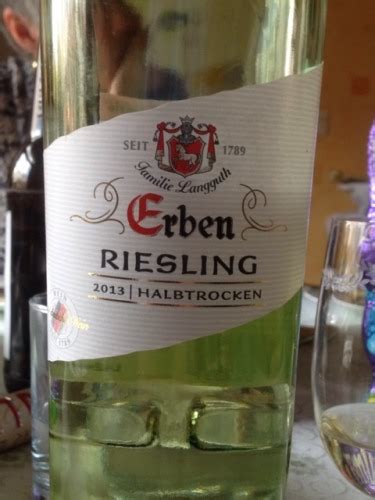 SEIT 1789
Familie Langguth
Erben
RIESLING
2013 | HALBTROCKEN